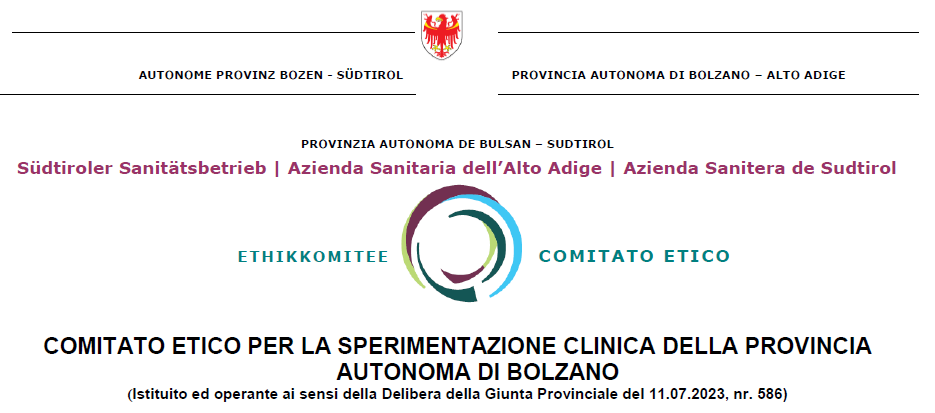 AUTONOME PROVINZ BOZEN - SÜDTIROL
PROVINCIA AUTONOMA DI BOLZANO – ALTO ADIGE
PROVINZIA AUTONOMA DE BULSAN – SUDTIROL
Südtiroler Sanitätsbetrieb | Azienda Sanitaria dell’Alto Adige | Azienda Sanitera de Sudtirol
ETHIKKOMITEE
COMITATO ETICO
COMITATO ETICO PER LA SPERIMENTAZIONE CLINICA DELLA PROVINCIA
AUTONOMA DI BOLZANO
(Istituito ed operante ai sensi della Delibera della Giunta Provinciale del 11.07.2023, nr. 586)